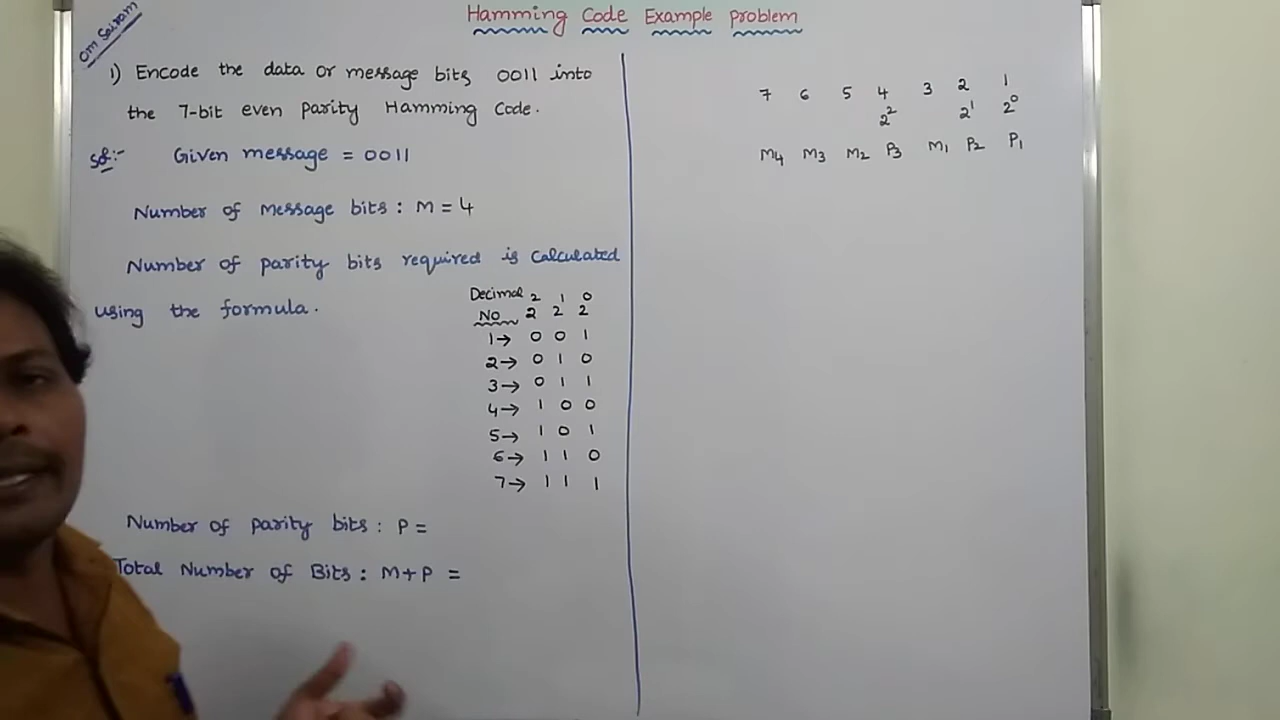 Hamming Code Example problem
Om Sairam
1) Encode the data or message bits 0011 into
the 7-bit even parity Hamming Code.
Sol:- Given message = 0011
Number of message bits : M = 4
Number of parity bits required is calculated
using the formula.
Decimal 2 1 0
No 2 2 2
1→ 0 0 1
2→ 0 1 0
3→ 0 1 1
4→ 1 0 0
5→ 1 0 1
6→ 1 1 0
7→ 1 1 1
Number of parity bits : P =
Total Number of Bits : M+P =
7 6 5 4 3 2 1
2² 2¹ 2⁰
M4 M3 M2 P3 M1 P2 P1